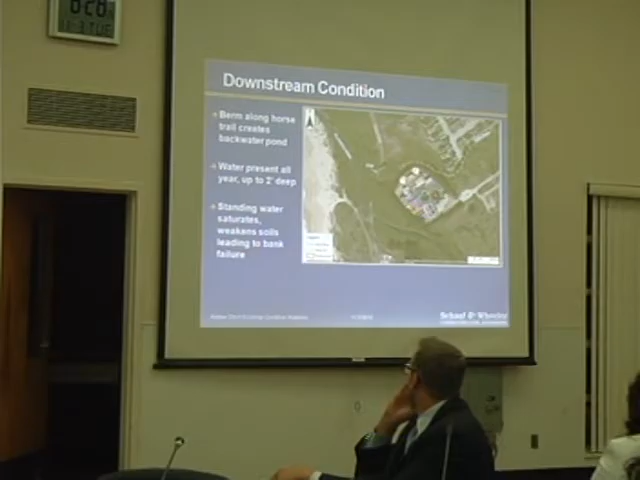 TUE
Downstream Condition
Berm along horse
trail creates
backwater pond
Water present all
year, up to 2' deep
Standing water
saturates,
weakens soils
leading to bank
failure
Schaaf & Wheeler